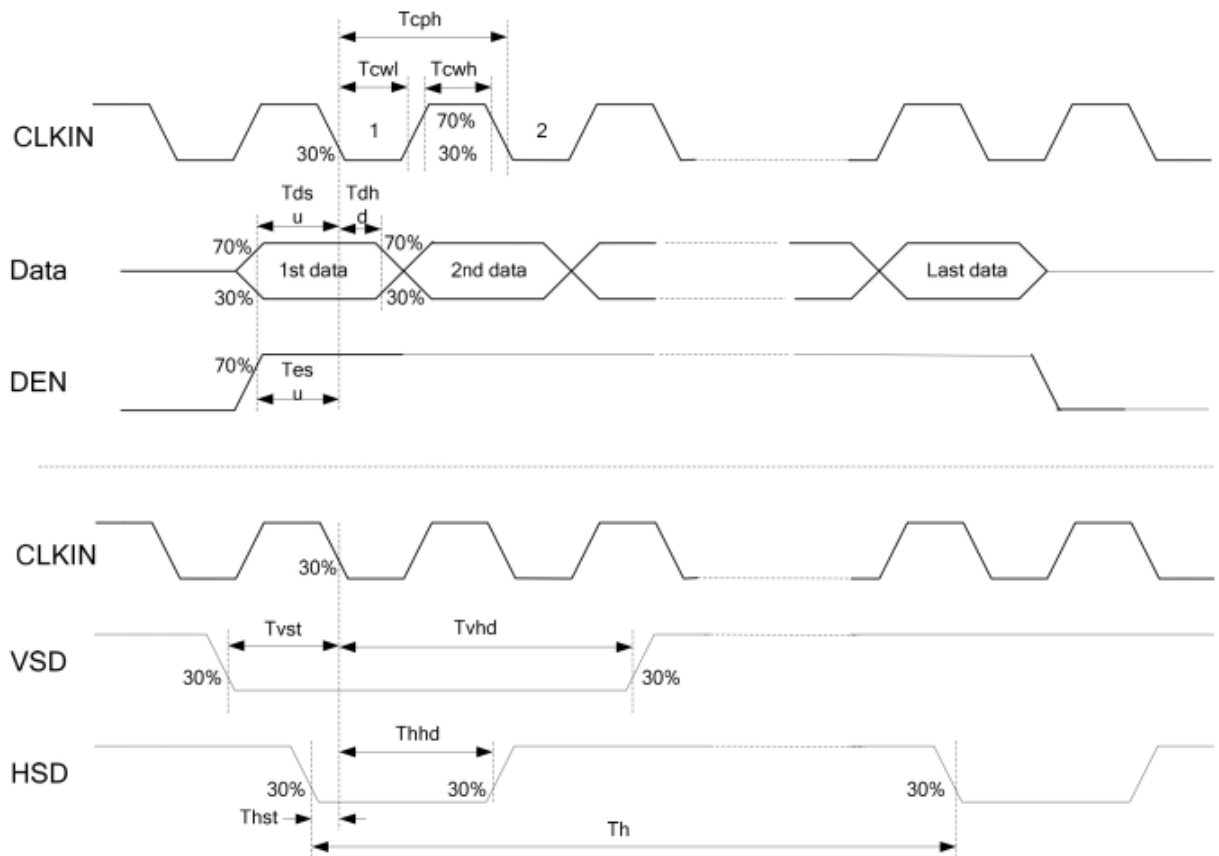 Tcph
Tcwl Tcwh
CLKIN 30% 1 70% 30% 2
Tds
u
Tdh
d
Data 70% 30% 1st data 70% 30% 2nd data Last data
DEN 70%
Tes
u
CLKIN 30%
Tvst Tvhd
VSD 30% 30%
Thhd
HSD 30% 30% 30%
Thst
Th